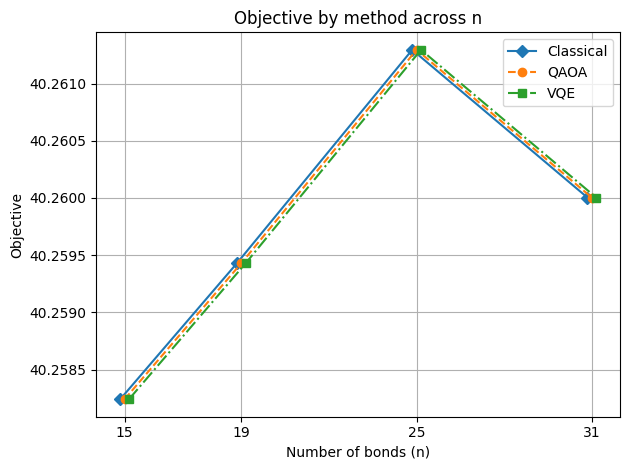 Objective by method across n
Classical
QAOA
VQE
40.2610
40.2605
40.2600
40.2595
40.2590
40.2585
Objective
15 19 25 31
Number of bonds (n)